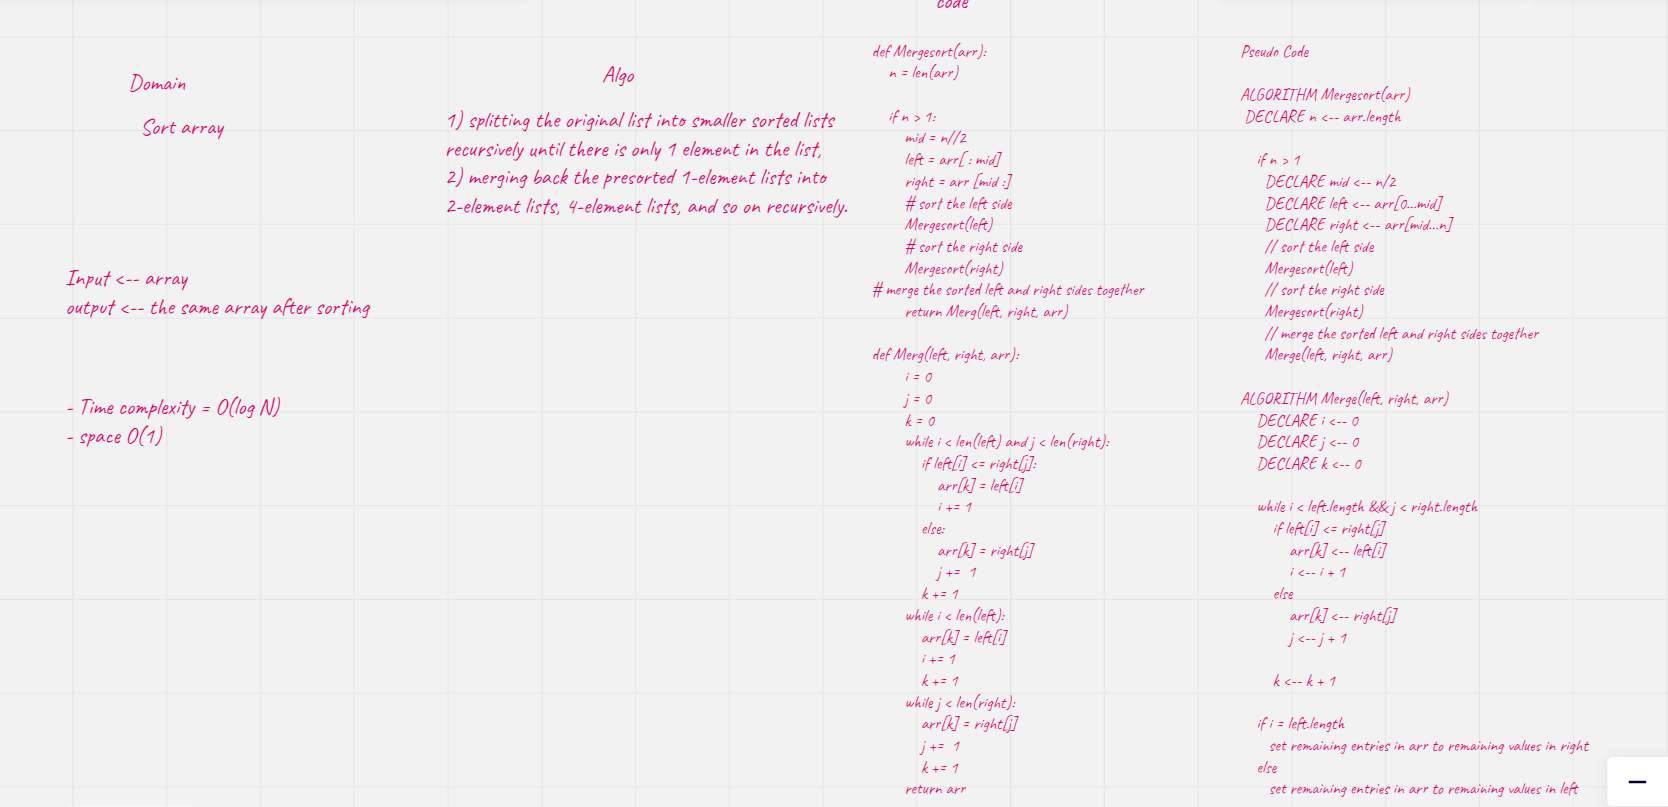 Domain
Sort array
Input <-- array
output <-- the same array after sorting
- Time complexity = O(log N)
- space O(1)
Algo
1) splitting the original list into smaller sorted lists
recursively until there is only 1 element in the list,
2) merging back the presorted 1-element lists into
2-element lists, 4-element lists, and so on recursively.
code
def Mergesort(arr):
n = len(arr)
if n > 1:
mid = n//2
left = arr[ : mid]
right = arr [mid :]
# sort the left side
Mergesort(left)
# sort the right side
Mergesort(right)
# merge the sorted left and right sides together
return Merg(left, right, arr)
def Merg(left, right, arr):
i = 0
j = 0
k = 0
while i < len(left) and j < len(right):
if left[i] <= right[j]:
arr[k] = left[i]
i += 1
else:
arr[k] = right[j]
j += 1
k += 1
while i < len(left):
arr[k] = left[i]
i += 1
k += 1
while j < len(right):
arr[k] = right[j]
j += 1
k += 1
return arr
Pseudo Code
ALGORITHM Mergesort(arr)
DECLARE n <-- arr.length
if n > 1
DECLARE mid <-- n/2
DECLARE left <-- arr[0...mid]
DECLARE right <-- arr[mid...n]
// sort the left side
Mergesort(left)
// sort the right side
Mergesort(right)
// merge the sorted left and right sides together
Merge(left, right, arr)
ALGORITHM Merge(left, right, arr)
DECLARE i <-- 0
DECLARE j <-- 0
DECLARE k <-- 0
while i < left.length && j < right.length
if left[i] <= right[j]
arr[k] <-- left[i]
i <-- i + 1
else
arr[k] <-- right[j]
j <-- j + 1
k <-- k + 1
if i = left.length
set remaining entries in arr to remaining values in right
else
set remaining entries in arr to remaining values in left